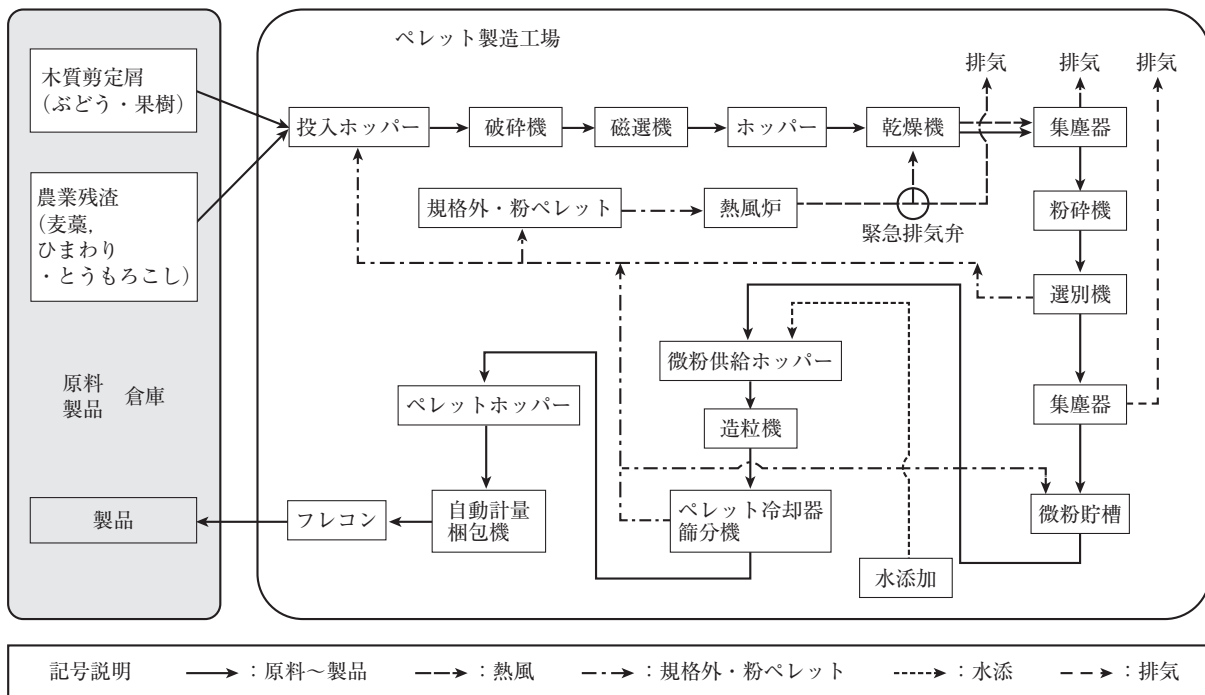 ペレット製造工場
木質剪定屑
（ぶどう・果樹）
農業残渣
（麦藁，
ひまわり
・とうもろこし）
原料
製品
倉庫
製品
排気
排気
排気
投入ホッパー
破砕機
磁選機
ホッパー
乾燥機
集塵器
規格外・粉ペレット
熱風炉
緊急排気弁
粉砕機
選別機
微粉供給ホッパー
ペレットホッパー
集塵器
造粒機
フレコン
自動計量
梱包機
ペレット冷却器
篩分機
微粉貯槽
水添加
記号説明
：原料～製品
：熱風
：規格外・粉ペレット
：水添
：排気